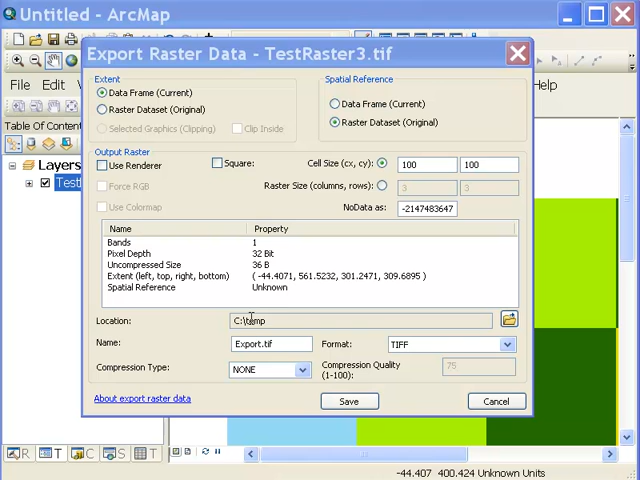 Untitled - ArcMap
File
Edit
Help
Table Of Conten
Layers
Test
Export Raster Data - TestRaster3.tif
Extent
Data Frame (Current)
Raster Dataset (Original)
Selected Graphics (Clipping)
Clip Inside
Spatial Reference
Data Frame (Current)
Raster Dataset (Original)
Output Raster
Use Renderer
Square:
Cell Size (cx, cy):
100
100
Force RGB
Raster Size (columns, rows):
3
3
Use Colormap
NoData as:
-2147483647
Name Property
Bands 1
Pixel Depth 32 Bit
Uncompressed Size 36 B
Extent (left, top, right, bottom) ( -44.4071, 561.5232, 301.2471, 309.6895 )
Spatial Reference Unknown
Location: C:\temp
Name: Export.tif
Format: TIFF
Compression Type: NONE
Compression Quality (1-100): 75
About export raster data
Save
Cancel
R T C S T
-44.407 400.424 Unknown Units